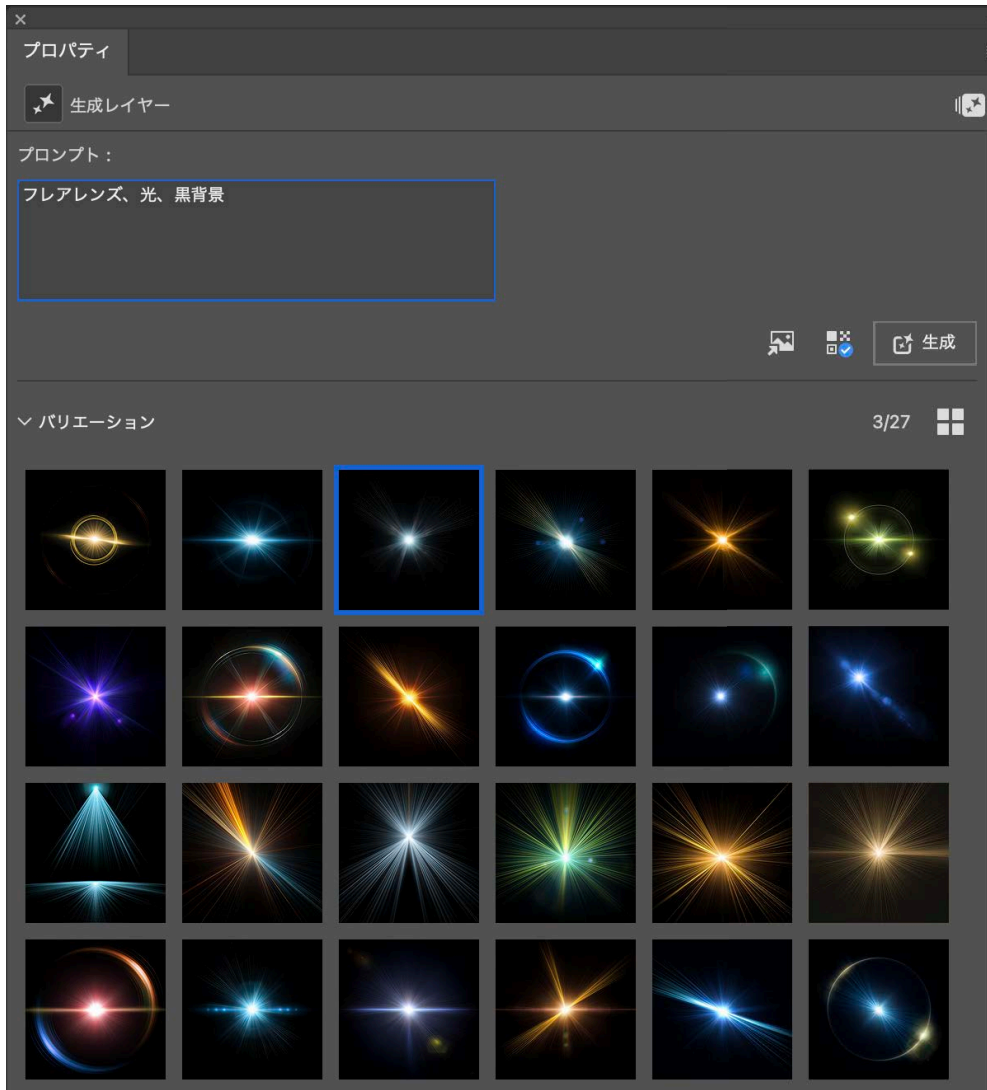 プロパティ
生成レイヤー
プロンプト：
フレアレンズ、光、黒背景
生成
バリエーション
3/27